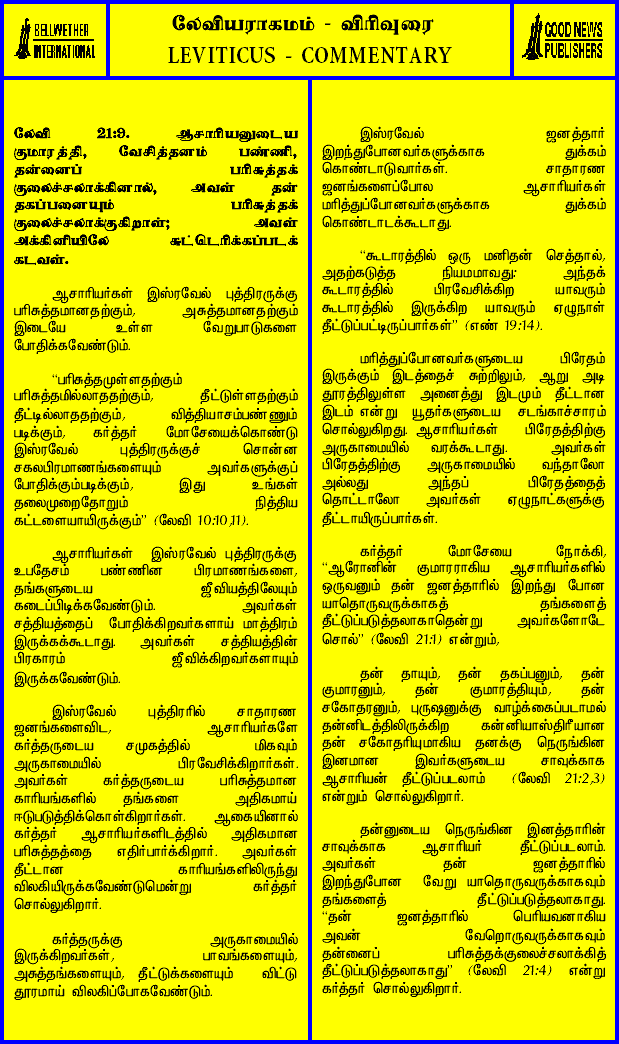 BELLWETHER
INTERNATIONAL
லேவியராகமம் - விரிவுரை
LEVITICUS - COMMENTARY
GOOD NEWS
PUBLISHERS
லேவி 21:9. ஆசாரியனுடைய
குமாரத்தி, வேசித்தனம் பண்ணி,
தன்னைப் பரிசுத்தக்
குலைச்சலாக்கினால், அவள் தன்
தகப்பனையும் பரிசுத்தக்
குலைச்சலாக்குகிறாள்; அவள்
அக்கினியிலே சுட்டெரிக்கப்படக்
கடவள்.
ஆசாரியர்கள் இஸ்ரவேல் புத்திரருக்கு
பரிசுத்தமானதற்கும், அசுத்தமானதற்கும்
இடையே உள்ள வேறுபாடுகளை
போதிக்கவேண்டும்.
“பரிசுத்தமுள்ளதற்கும்
பரிசுத்தமில்லாததற்கும், தீட்டுள்ளதற்கும்
தீட்டில்லாததற்கும், வித்தியாசம்பண்ணும்
படிக்கும், கர்த்தர் மோசேயைக்கொண்டு
இஸ்ரவேல் புத்திரருக்குச் சொன்ன
சகலபிரமாணங்களையும் அவர்களுக்குப்
போதிக்கும்படிக்கும், இது உங்கள்
தலைமுறைதோறும் நித்திய
கட்டளையாயிருக்கும்” (லேவி 10:10,11).
ஆசாரியர்கள் இஸ்ரவேல் புத்திரருக்கு
உபதேசம் பண்ணின பிரமாணங்களை,
தங்களுடைய ஜீவியத்திலேயும்
கடைப்பிடிக்கவேண்டும். அவர்கள்
சத்தியத்தைப் போதிக்கிறவர்களாய் மாத்திரம்
இருக்கக்கூடாது. அவர்கள் சத்தியத்தின்
பிரகாரம் ஜீவிக்கிறவர்களாயும்
இருக்கவேண்டும்.
இஸ்ரவேல் புத்திரரில் சாதாரண
ஜனங்களைவிட, ஆசாரியர்களே
கர்த்தருடைய சமுகத்தில் மிகவும்
அருகாமையில் பிரவேசிக்கிறார்கள்.
அவர்கள் கர்த்தருடைய பரிசுத்தமான
காரியங்களில் தங்களை அதிகமாய்
ஈடுபடுத்திக்கொள்கிறார்கள். ஆகையினால்
கர்த்தர் ஆசாரியர்களிடத்தில் அதிகமான
பரிசுத்தத்தை எதிர்பார்க்கிறார். அவர்கள்
தீட்டான காரியங்களிலிருந்து
விலகியிருக்கவேண்டுமென்று கர்த்தர்
சொல்லுகிறார்.
கர்த்தருக்கு அருகாமையில்
இருக்கிறவர்கள், பாவங்களையும்,
அசுத்தங்களையும், தீட்டுக்களையும் விட்டு
தூரமாய் விலகிப்போகவேண்டும்.
இஸ்ரவேல் ஜனத்தார்
இறந்துபோனவர்களுக்காக துக்கம்
கொண்டாடுவார்கள். சாதாரண
ஜனங்களைப்போல ஆசாரியர்கள்
மரித்துப்போனவர்களுக்காக துக்கம்
கொண்டாடக்கூடாது.
“கூடாரத்தில் ஒரு மனிதன் செத்தால்,
அதற்கடுத்த நியமமாவது: அந்தக்
கூடாரத்தில் பிரவேசிக்கிற யாவரும்
கூடாரத்தில் இருக்கிற யாவரும் ஏழுநாள்
தீட்டுப்பட்டிருப்பார்கள்” (எண் 19:14).
மரித்துப்போனவர்களுடைய பிரேதம்
இருக்கும் இடத்தைச் சுற்றிலும், ஆறு அடி
தூரத்திலுள்ள அனைத்து இடமும் தீட்டான
இடம் என்று யூதர்களுடைய சடங்காச்சாரம்
சொல்லுகிறது. ஆசாரியர்கள் பிரேதத்திற்கு
அருகாமையில் வரக்கூடாது. அவர்கள்
பிரேதத்திற்கு அருகாமையில் வந்தாலோ
அல்லது அந்தப் பிரேதத்தைத்
தொட்டாலோ அவர்கள் ஏழுநாட்களுக்கு
தீட்டாயிருப்பார்கள்.
கர்த்தர் மோசேயை நோக்கி,
“ஆரோனின் குமாரராகிய ஆசாரியர்களில்
ஒருவனும் தன் ஜனத்தாரில் இறந்து போன
யாதொருவருக்காகத் தங்களைத்
தீட்டுப்படுத்தலாகாதென்று அவர்களோடே
சொல்” (லேவி 21:1) என்றும்,
தன் தாயும், தன் தகப்பனும், தன்
குமாரனும், தன் குமாரத்தியும், தன்
சகோதரனும், புருஷனுக்கு வாழ்க்கைப்படாமல்
தன்னிடத்திலிருக்கிற கன்னியாஸ்திரீயான
தன் சகோதரியுமாகிய தனக்கு நெருங்கின
இனமான இவர்களுடைய சாவுக்காக
ஆசாரியன் தீட்டுப்படலாம் (லேவி 21:2,3)
என்றும் சொல்லுகிறார்.
தன்னுடைய நெருங்கின இனத்தாரின்
சாவுக்காக ஆசாரியர் தீட்டுப்படலாம்.
அவர்கள் தன் ஜனத்தாரில்
இறந்துபோன வேறு யாதொருவருக்காகவும்
தங்களைத் தீட்டுப்படுத்தலாகாது.
“தன் ஜனத்தாரில் பெரியவனாகிய
அவன் வேறொருவருக்காகவும்
தன்னைப் பரிசுத்தக்குலைச்சலாக்கித்
தீட்டுப்படுத்தலாகாது” (லேவி 21:4) என்று
கர்த்தர் சொல்லுகிறார்.